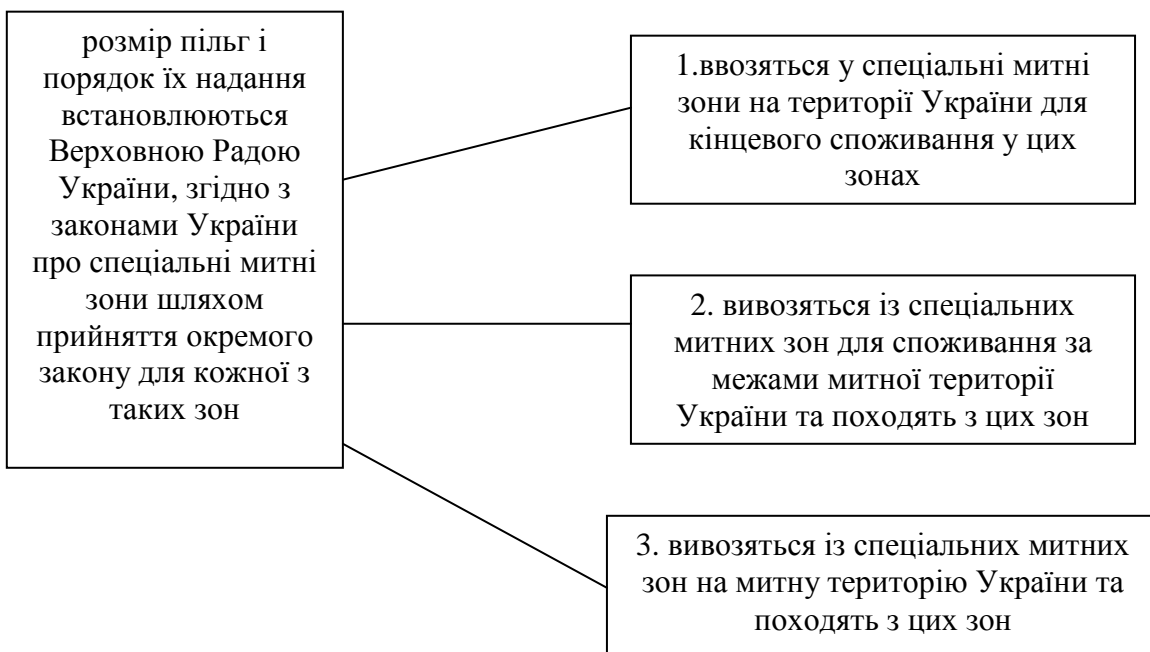 розмір пільг і
порядок їх надання
встановлюються
Верховною Радою
України, згідно з
законами України
про спеціальні митні
зони шляхом
прийняття окремого
закону для кожної з
таких зон
1.ввозяться у спеціальні митні
зони на території України для
кінцевого споживання у цих
зонах
2. вивозяться із спеціальних
митних зон для споживання за
межами митної території
України та походять з цих зон
3. вивозяться із спеціальних митних
зон на митну територію України та
походять з цих зон